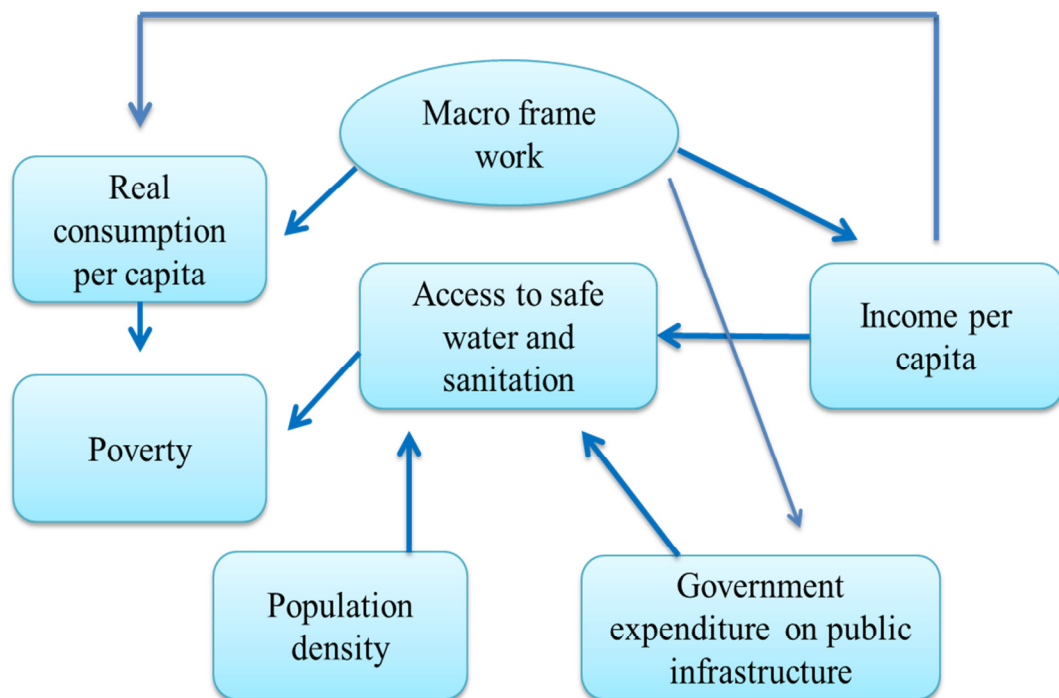 Macro frame
work
Real
consumption
per capita
Access to safe
water and
sanitation
Income per
capita
Poverty
Population
density
Government
expenditure on public
infrastructure